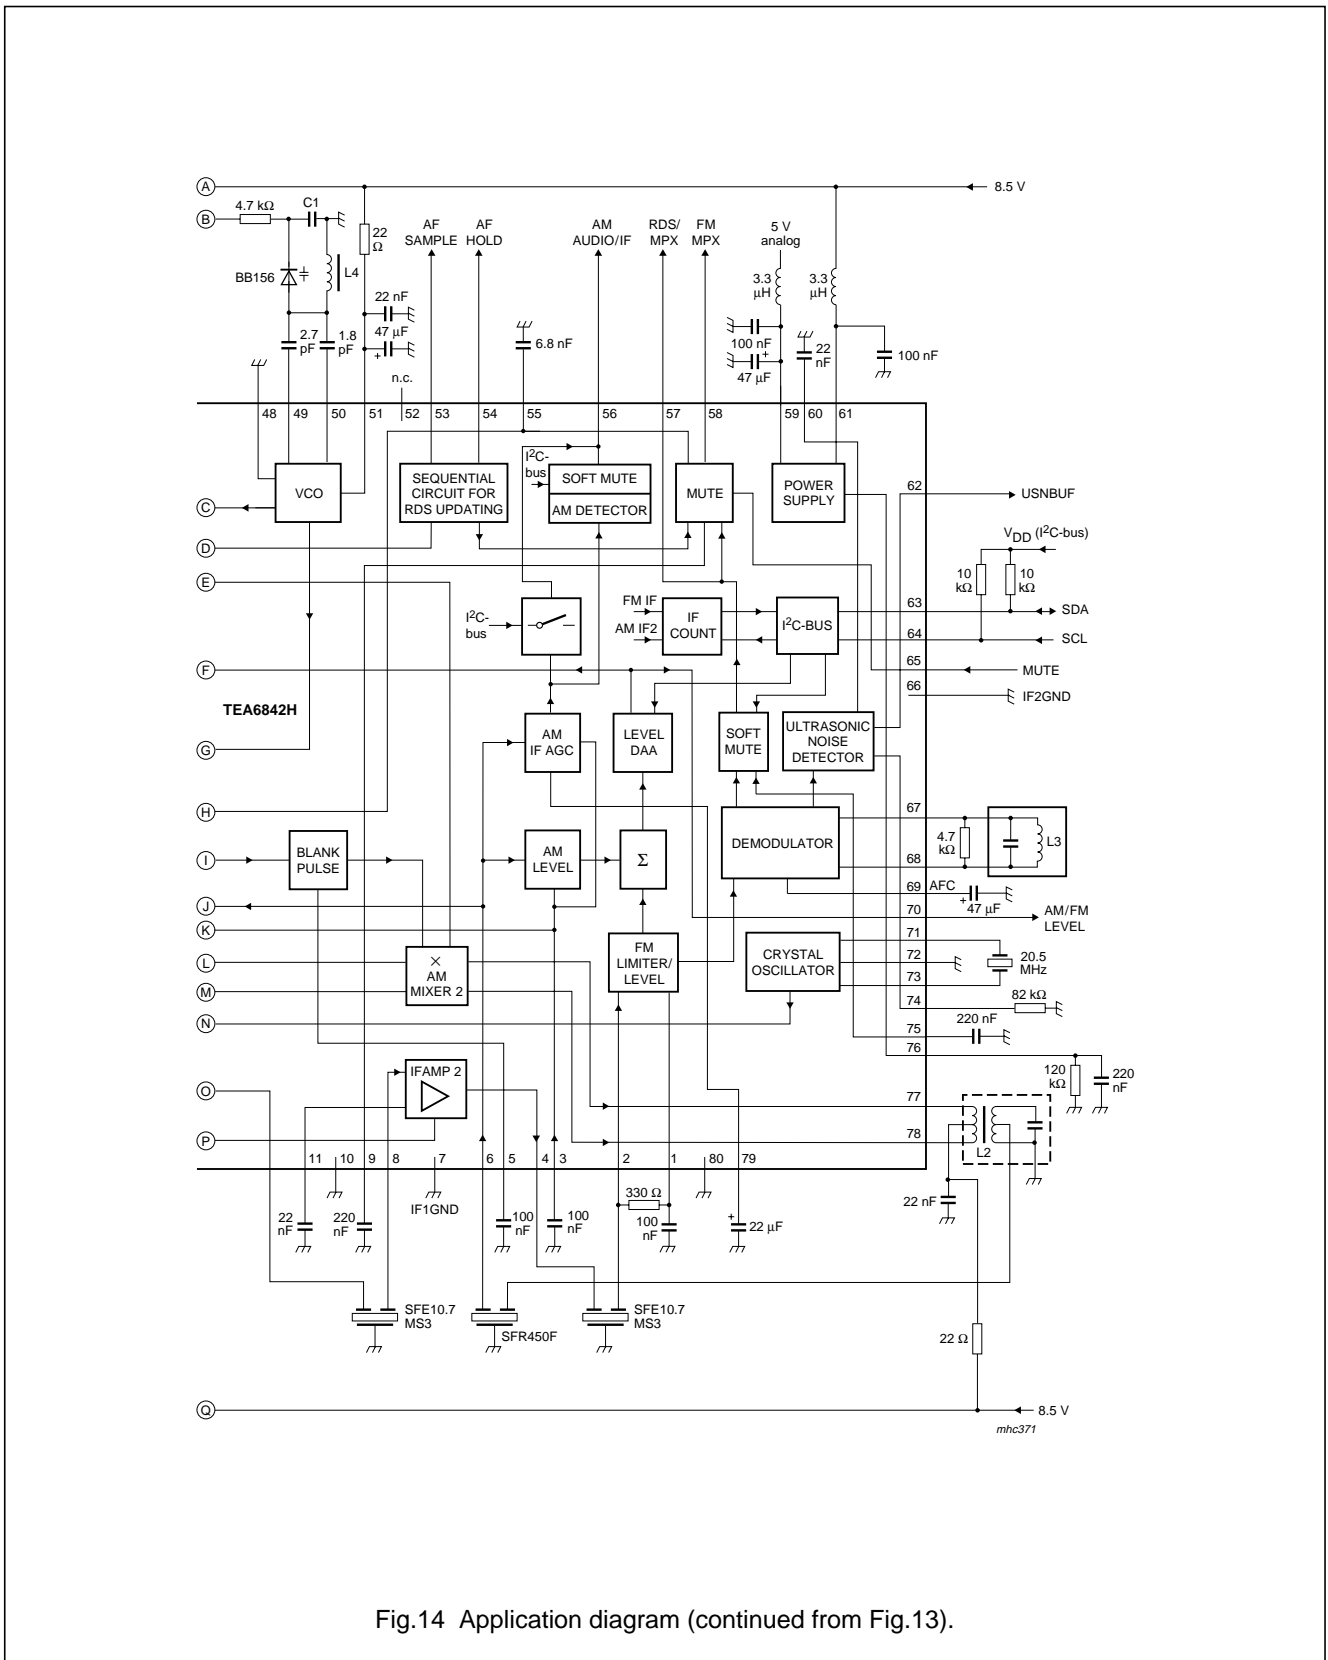 A
8.5 V
B
4.7 kΩ
C1
22
Ω
AF
SAMPLE
AF
HOLD
AM
AUDIO/IF
RDS/
MPX
FM
MPX
5 V
analog
BB156
L4
3.3
μH
3.3
μH
22 nF
47 μF
+
2.7
pF
1.8
pF
6.8 nF
100 nF
+
47 μF
22
nF
100 nF
n.c.
48
49
50
51
52
53
54
55
56
57
58
59
60
61
I²C-
bus
VCO
SEQUENTIAL
CIRCUIT FOR
RDS UPDATING
SOFT MUTE
AM DETECTOR
MUTE
POWER
SUPPLY
62
USNBUF
C
D
E
VDD (I²C-bus)
10
kΩ
10
kΩ
I²C-
bus
FM IF
AM IF2
IF
COUNT
I²C-BUS
63
SDA
64
SCL
65
MUTE
66
IF2GND
F
TEA6842H
G
AM
IF AGC
LEVEL
DAA
SOFT
MUTE
ULTRASONIC
NOISE
DETECTOR
H
67
I
BLANK
PULSE
AM
LEVEL
Σ
DEMODULATOR
4.7
kΩ
L3
68
69
AFC
+
47 μF
J
70
AM/FM
LEVEL
K
71
L
×
AM
MIXER 2
FM
LIMITER/
LEVEL
CRYSTAL
OSCILLATOR
72
20.5
MHz
73
M
74
82 kΩ
N
75
220 nF
76
O
IFAMP 2
120
kΩ
220
nF
77
P
78
L2
11
10
9
8
7
6
5
4
3
2
1
80
79
IF1GND
330 Ω
22 nF
22
nF
220
nF
100
nF
100
nF
100
nF
+
22 μF
SFE10.7
MS3
SFR450F
SFE10.7
MS3
22 Ω
Q
8.5 V
mhc371
Fig.14 Application diagram (continued from Fig.13).